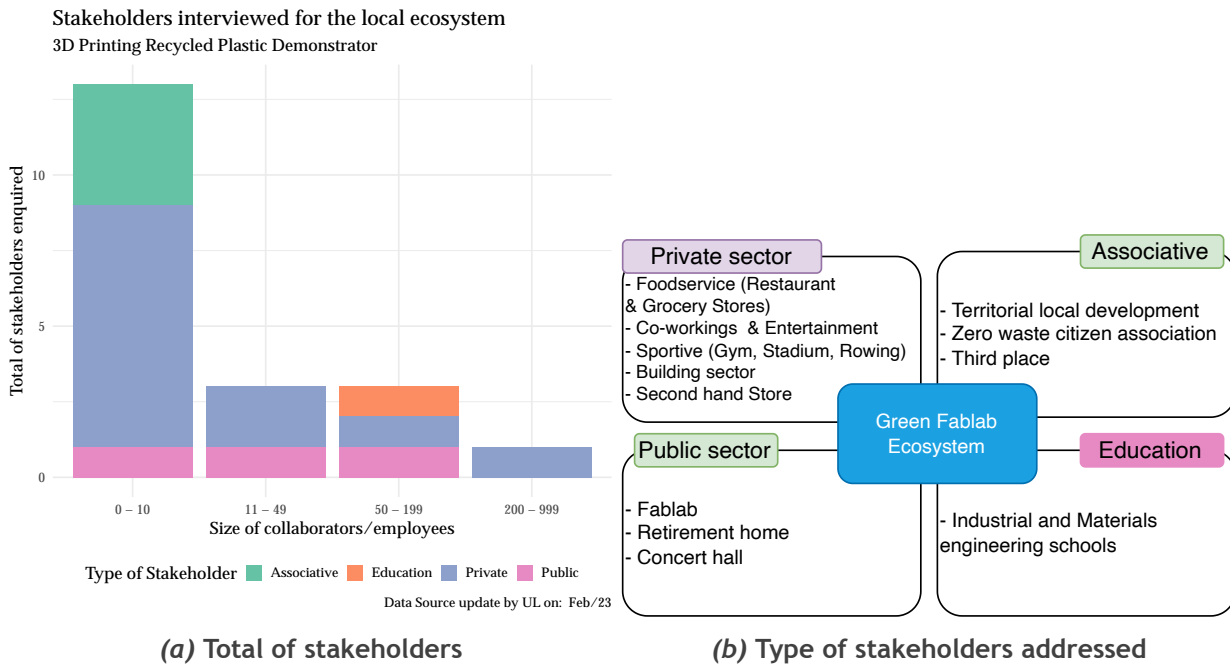 Stakeholders interviewed for the local ecosystem
3D Printing Recycled Plastic Demonstrator
Total of stakeholders enquired
10
5
0
0 – 10
11 – 49
50 – 199
200 – 999
Size of collaborators/employees
Type of Stakeholder
Associative
Education
Private
Public
Data Source update by UL on: Feb/23
(a) Total of stakeholders
Private sector
- Foodservice (Restaurant
& Grocery Stores)
- Co-workings & Entertainment
- Sportive (Gym, Stadium, Rowing)
- Building sector
- Second hand Store
Associative
- Territorial local development
- Zero waste citizen association
- Third place
Green Fablab
Ecosystem
Public sector
- Fablab
- Retirement home
- Concert hall
Education
- Industrial and Materials
engineering schools
(b) Type of stakeholders addressed